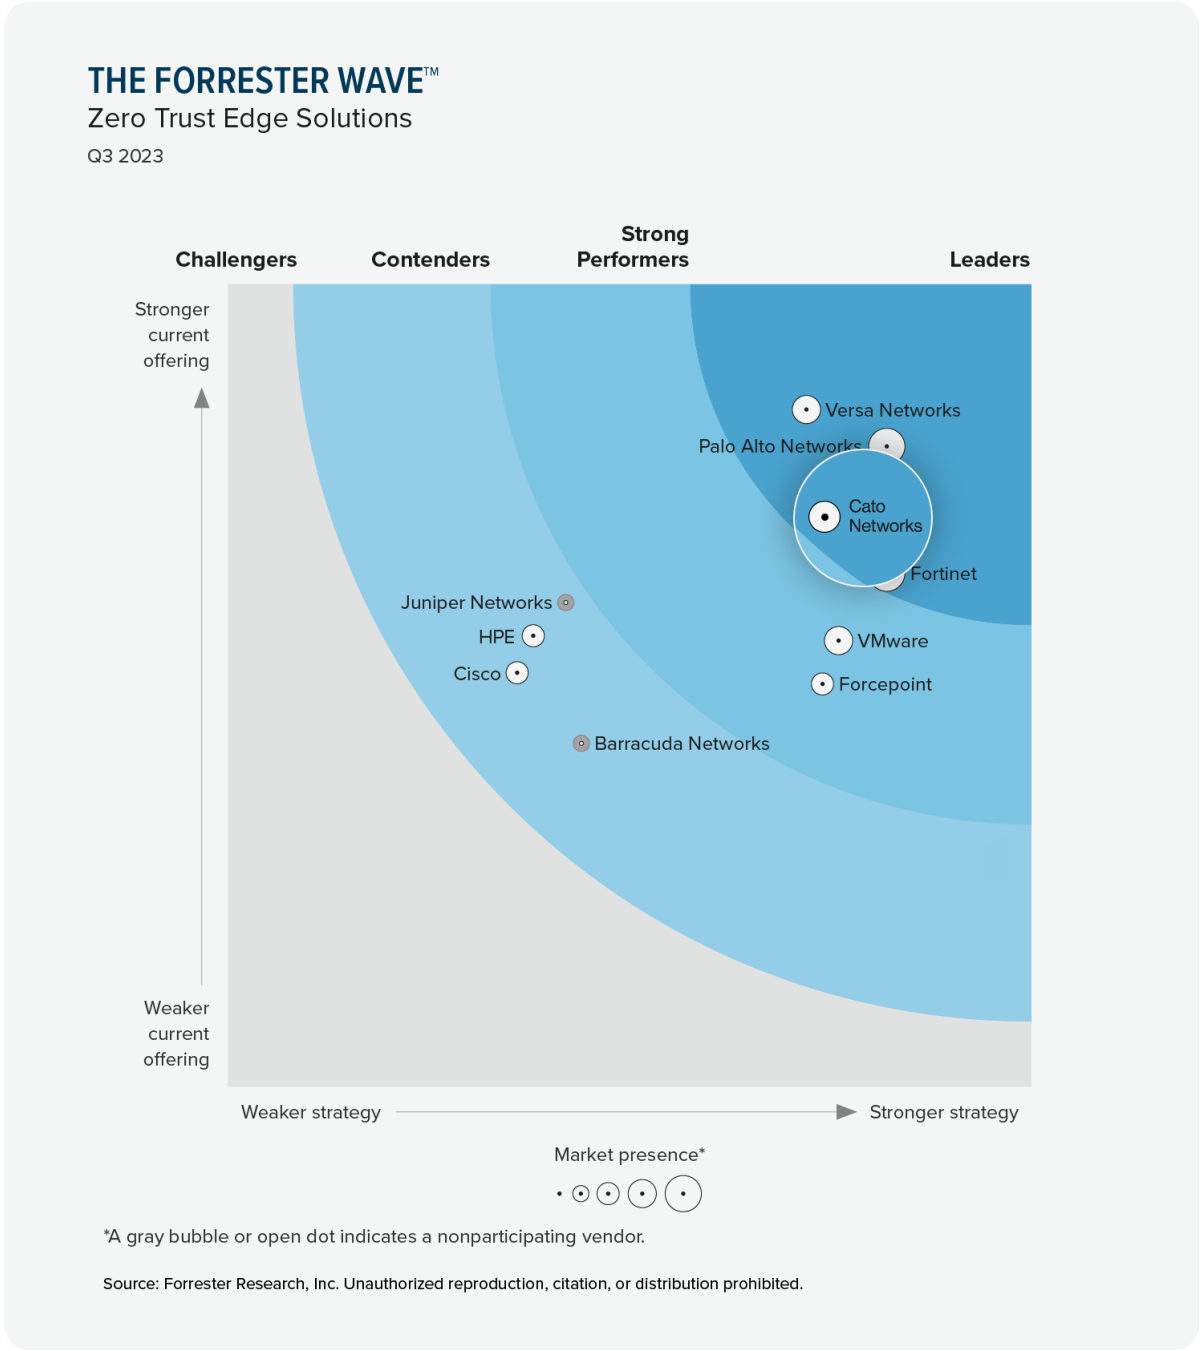 THE FORRESTER WAVE™
Zero Trust Edge Solutions
Q3 2023
Strong
Challengers Contenders Performers Leaders
Stronger
current
offering
Versa Networks
Palo Alto Networks
Cato
Networks
Fortinet
Juniper Networks
HPE
VMware
Cisco
Forcepoint
Barracuda Networks
Weaker
current
offering
Weaker strategy Stronger strategy
Market presence*
*A gray bubble or open dot indicates a nonparticipating vendor.
Source: Forrester Research, Inc. Unauthorized reproduction, citation, or distribution prohibited.